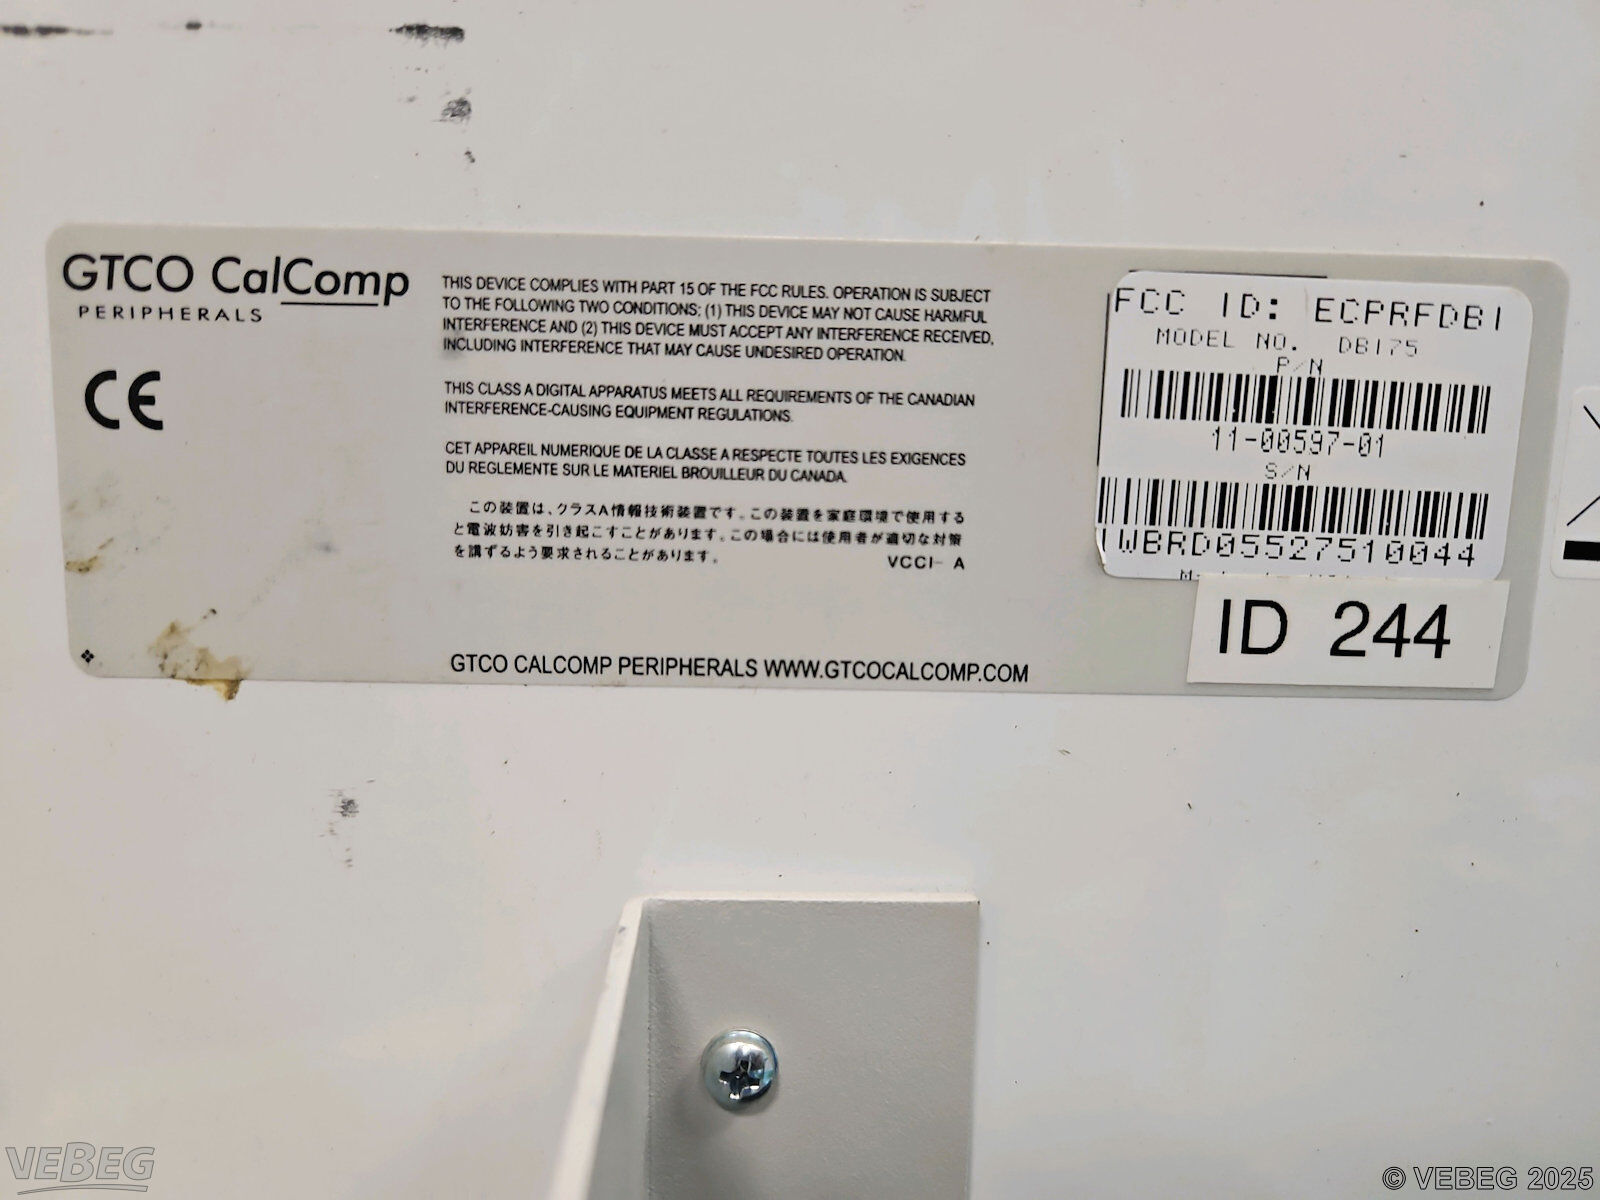 GTCO CalComp
PERIPHERALS
CE
THIS DEVICE COMPLIES WITH PART 15 OF THE FCC RULES. OPERATION IS SUBJECT
TO THE FOLLOWING TWO CONDITIONS; (1) THIS DEVICE MAY NOT CAUSE HARMFUL
INTERFERENCE AND (2) THIS DEVICE MUST ACCEPT ANY INTERFERENCE RECEIVED,
INCLUDING INTERFERENCE THAT MAY CAUSE UNDESIRED OPERATION.
THIS CLASS A DIGITAL APPARATUS MEETS ALL REQUIREMENTS OF THE CANADIAN
INTERFERENCE-CAUSING EQUIPMENT REGULATIONS.
CET APPAREIL NUMERIQUE DE LA CLASSE A RESPECTE TOUTES LES EXIGENCES
DU REGLEMENTE SUR LE MATERIEL BROUILLEUR DU CANADA.
この装置は、クラスA情報技術装置です。この装置を家庭環境で使用する
と電波妨害を引き起こすことがあります。この場合には使用者が適切な対策
を講ずるよう要求されることがあります。
VCCI- A
GTCO CALCOMP PERIPHERALS WWW.GTCOCALCOMP.COM
FCC ID: ECPRFDB1
MODEL NO. DB175
P/N
11-00597-01
S/N
1WBRD05527510044
ID 244
VEBEG
© VEBEG 2025